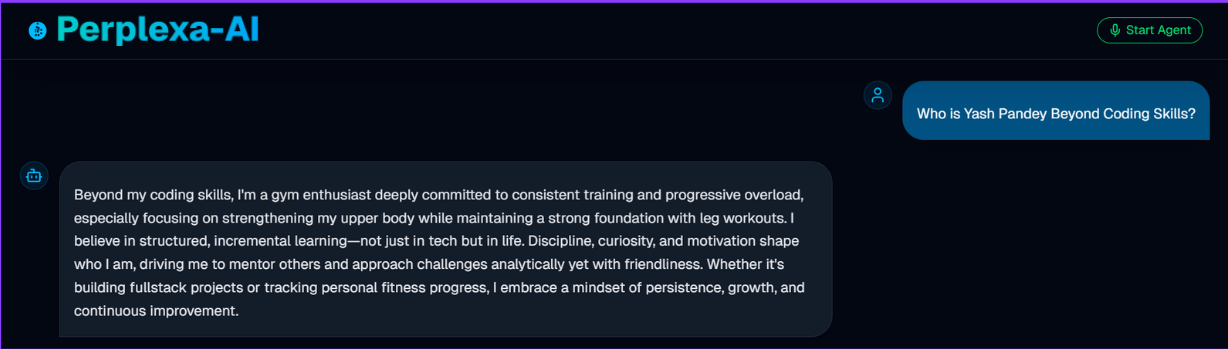 Perplexa-AI
Start Agent
Who is Yash Pandey Beyond Coding Skills?
Beyond my coding skills, I'm a gym enthusiast deeply committed to consistent training and progressive overload,
especially focusing on strengthening my upper body while maintaining a strong foundation with leg workouts. I
believe in structured, incremental learning—not just in tech but in life. Discipline, curiosity, and motivation shape
who I am, driving me to mentor others and approach challenges analytically yet with friendliness. Whether it's
building fullstack projects or tracking personal fitness progress, I embrace a mindset of persistence, growth, and
continuous improvement.